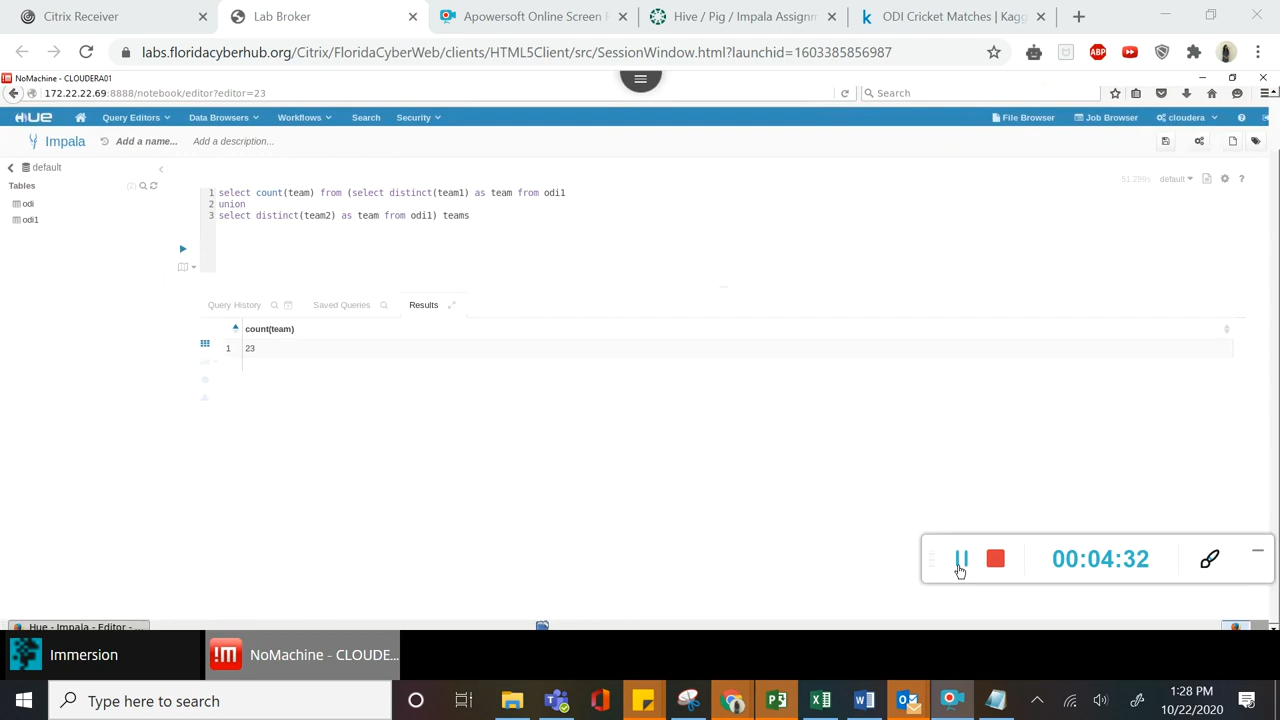 Citrix Receiver
Lab Broker
Apowersoft Online Screen
Hive / Pig / Impala Assignm
ODI Cricket Matches | Kagg
labs.floridacyberhub.org/Citrix/FloridaCyberWeb/clients/HTML5Client/src/SessionWindow.html?launchid=1603385856987
ABP
NoMachine - CLOUDERA01
172.22.22.69:8888/notebook/editor?editor=23
Search
HUE
Query Editors
Data Browsers
Workflows
Search
Security
File Browser
Job Browser
cloudera
Impala
Add a name...
Add a description...
default
Tables
(2)
odi
odi1
51.299s
default
1 select count(team) from (select distinct(team1) as team from odi1
2 union
3 select distinct(team2) as team from odi1) teams
Query History
Saved Queries
Results
count(team)
1 23
00:04:32
Hue - Impala - Editor - ...
Immersion
!M
NoMachine - CLOUDE...
Type here to search
1:28 PM
10/22/2020